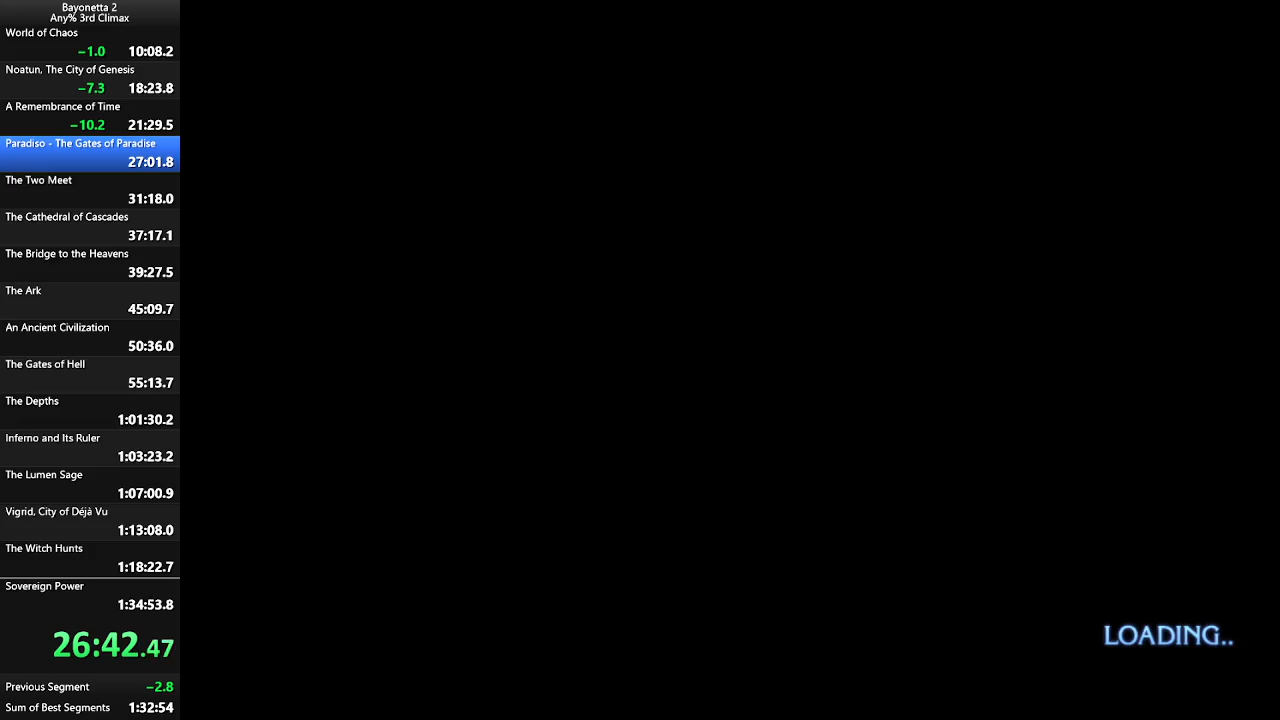 Bayonetta 2
Any% 3rd Climax
World of Chaos
−1.0 10:08.2
Noatun, The City of Genesis
−7.3 18:23.8
A Remembrance of Time
−10.2 21:29.5
Paradiso - The Gates of Paradise
27:01.8
The Two Meet
31:18.0
The Cathedral of Cascades
37:17.1
The Bridge to the Heavens
39:27.5
The Ark
45:09.7
An Ancient Civilization
50:36.0
The Gates of Hell
55:13.7
The Depths
1:01:30.2
Inferno and Its Ruler
1:03:23.2
The Lumen Sage
1:07:00.9
Vigrid, City of Déjà Vu
1:13:08.0
The Witch Hunts
1:18:22.7
Sovereign Power
1:34:53.8
26:42.47
LOADING..
Previous Segment −2.8
Sum of Best Segments 1:32:54